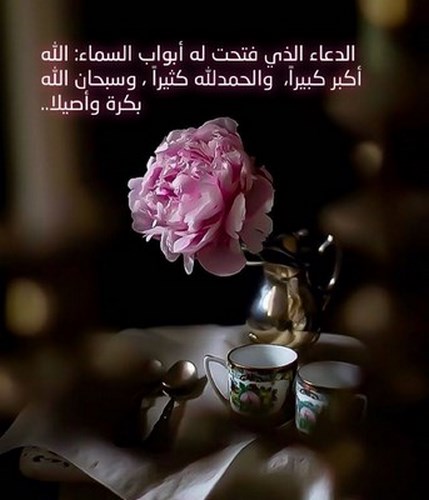 الدعاء الذي فتحت له أبواب السماء: الله
أكبر كبيراً، والحمدلله كثيراً ، وسبحان الله
بكرة وأصيلا..